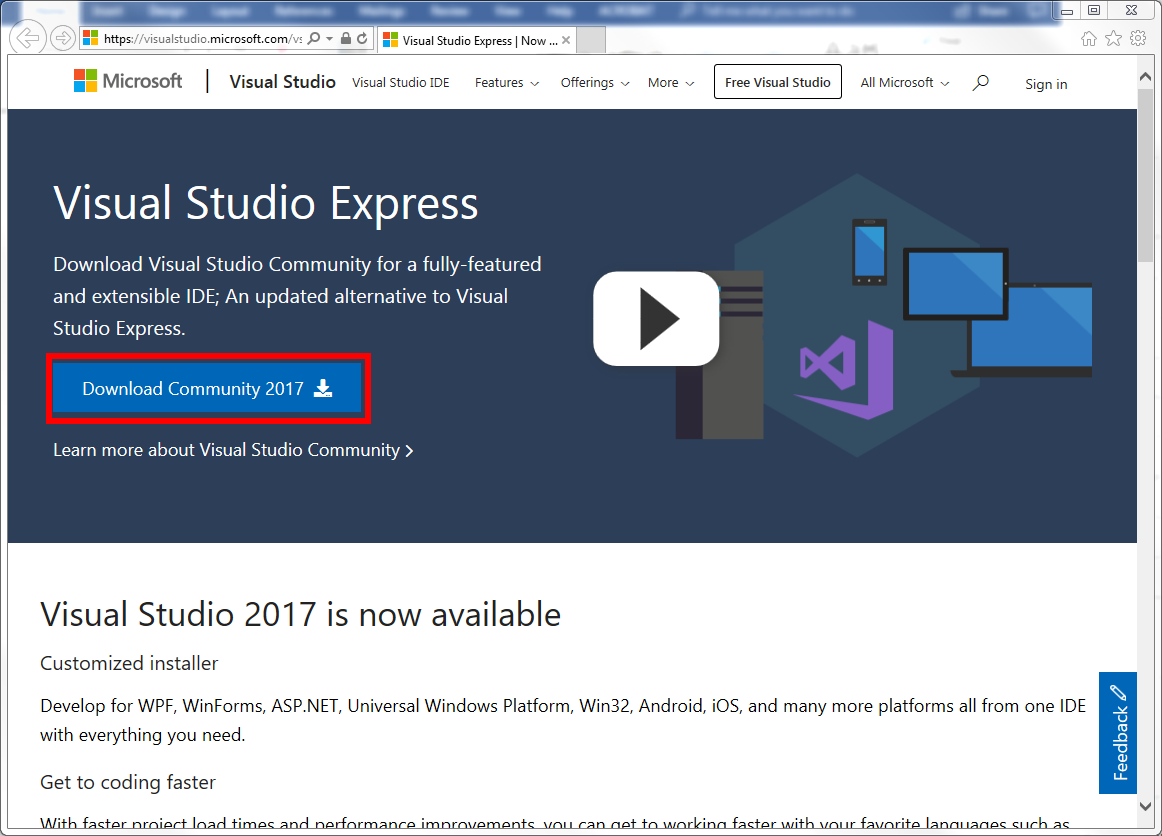 https://visualstudio.microsoft.com/vs
Visual Studio Express | Now ...
Microsoft | Visual Studio Visual Studio IDE Features Offerings More Free Visual Studio All Microsoft Sign in
Visual Studio Express
Download Visual Studio Community for a fully-featured
and extensible IDE; An updated alternative to Visual
Studio Express.
Download Community 2017
Learn more about Visual Studio Community
Visual Studio 2017 is now available
Customized installer
Develop for WPF, WinForms, ASP.NET, Universal Windows Platform, Win32, Android, iOS, and many more platforms all from one IDE
with everything you need.
Feedback
Get to coding faster
With faster project load times and performance improvements, you can get to working faster with your favorite languages such as